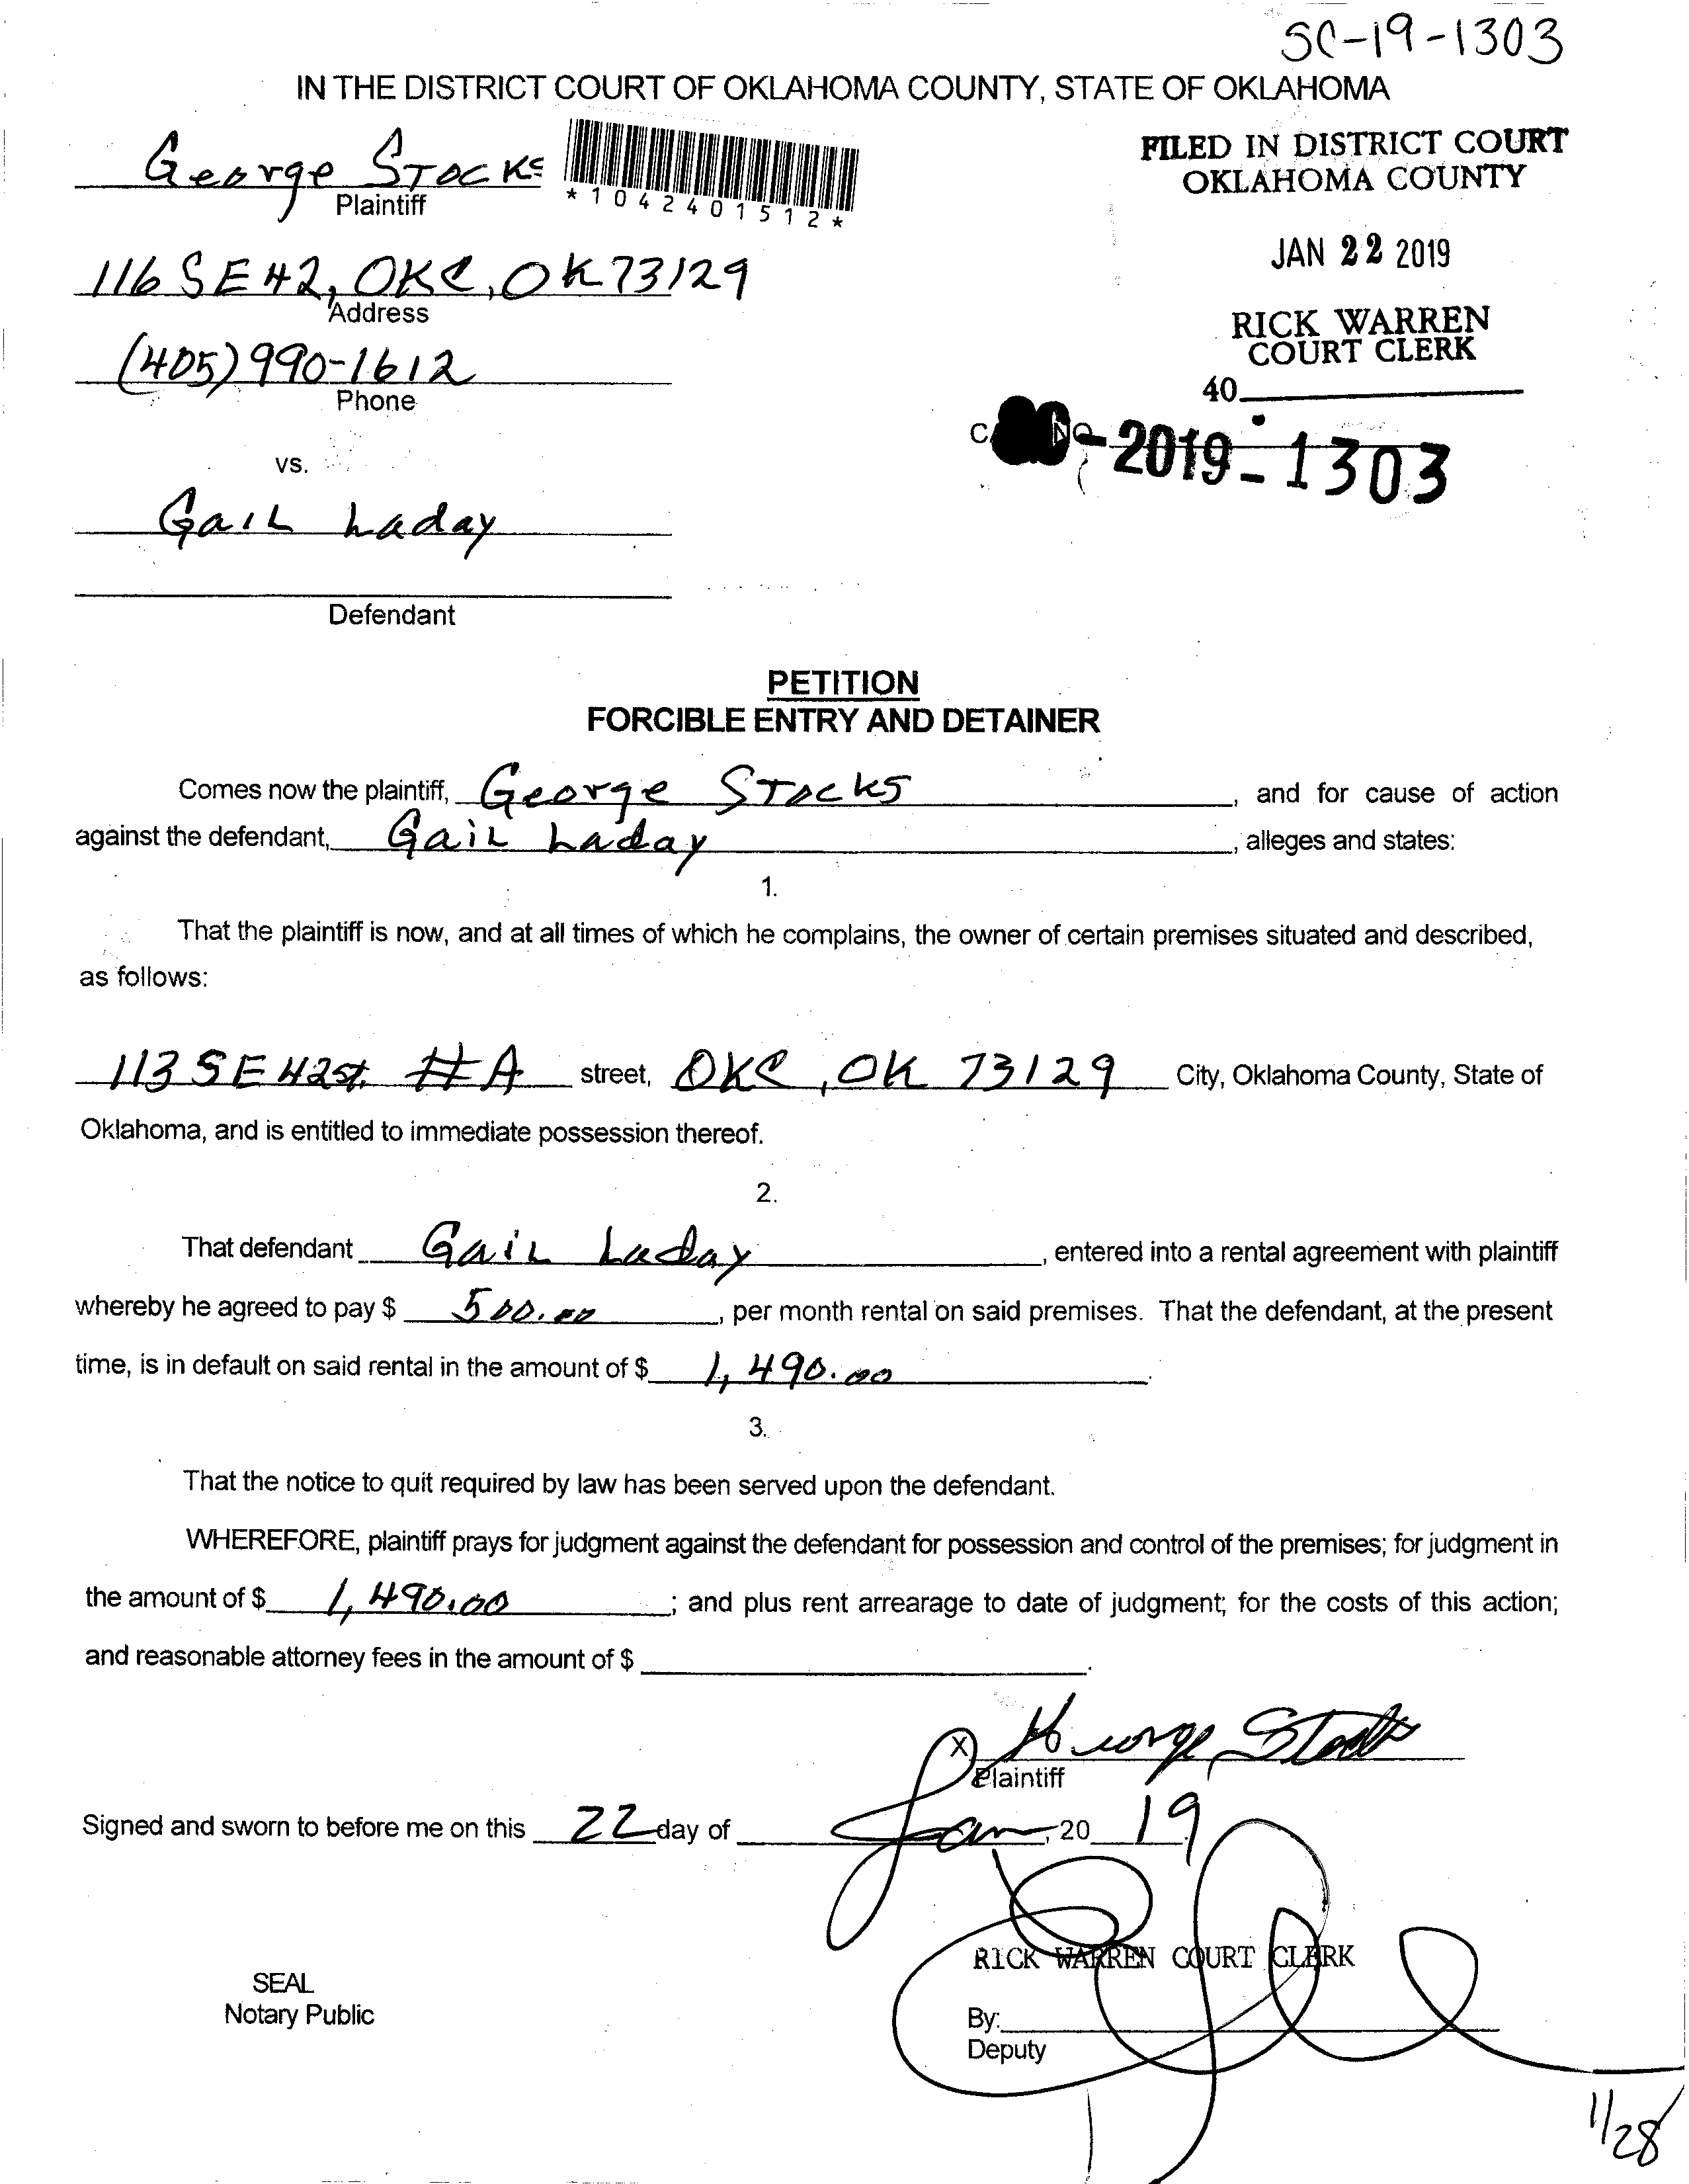 SC-19-1303
IN THE DISTRICT COURT OF OKLAHOMA COUNTY, STATE OF OKLAHOMA
George Stocks
Plaintiff
*1042401512*
FILED IN DISTRICT COURT
OKLAHOMA COUNTY
JAN 22 2019
RICK WARREN
COURT CLERK
40
116 SE 42, OKC, OK 73129
Address
(405) 990-1612
Phone
-2019-1303
vs.
Gail Laday
Defendant
PETITION
FORCIBLE ENTRY AND DETAINER
Comes now the plaintiff, George Stocks, and for cause of action
against the defendant, Gail Laday, alleges and states:
1.
That the plaintiff is now, and at all times of which he complains, the owner of certain premises situated and described,
as follows:
113 SE 42st. #A street, OKC, OK 73129 City, Oklahoma County, State of
Oklahoma, and is entitled to immediate possession thereof.
2.
That defendant Gail Laday, entered into a rental agreement with plaintiff
whereby he agreed to pay $ 500.00, per month rental on said premises. That the defendant, at the present
time, is in default on said rental in the amount of $ 1,490.00.
3.
That the notice to quit required by law has been served upon the defendant.
WHEREFORE, plaintiff prays for judgment against the defendant for possession and control of the premises; for judgment in
the amount of $ 1,490.00; and plus rent arrearage to date of judgment; for the costs of this action;
and reasonable attorney fees in the amount of $ .
X George Stocks
Plaintiff
Signed and sworn to before me on this 22 day of Jan, 20 19.
RICK WARREN COURT CLERK
SEAL
Notary Public
By:
Deputy
1/28